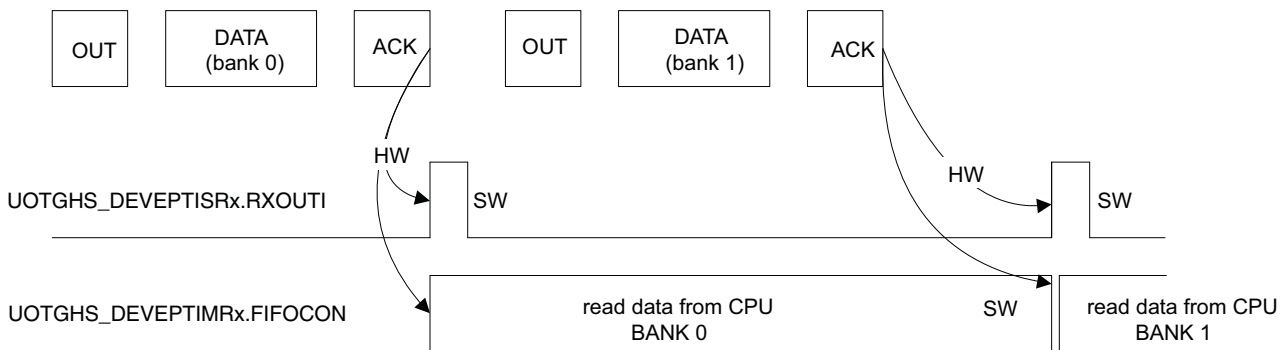 OUT
DATA
(bank 0)
ACK
OUT
DATA
(bank 1)
ACK
HW
HW
UOTGHS_DEVEPTISRx.RXOUTI
SW
SW
UOTGHS_DEVEPTIMRx.FIFOCON
read data from CPU
BANK 0
SW
read data from CPU
BANK 1